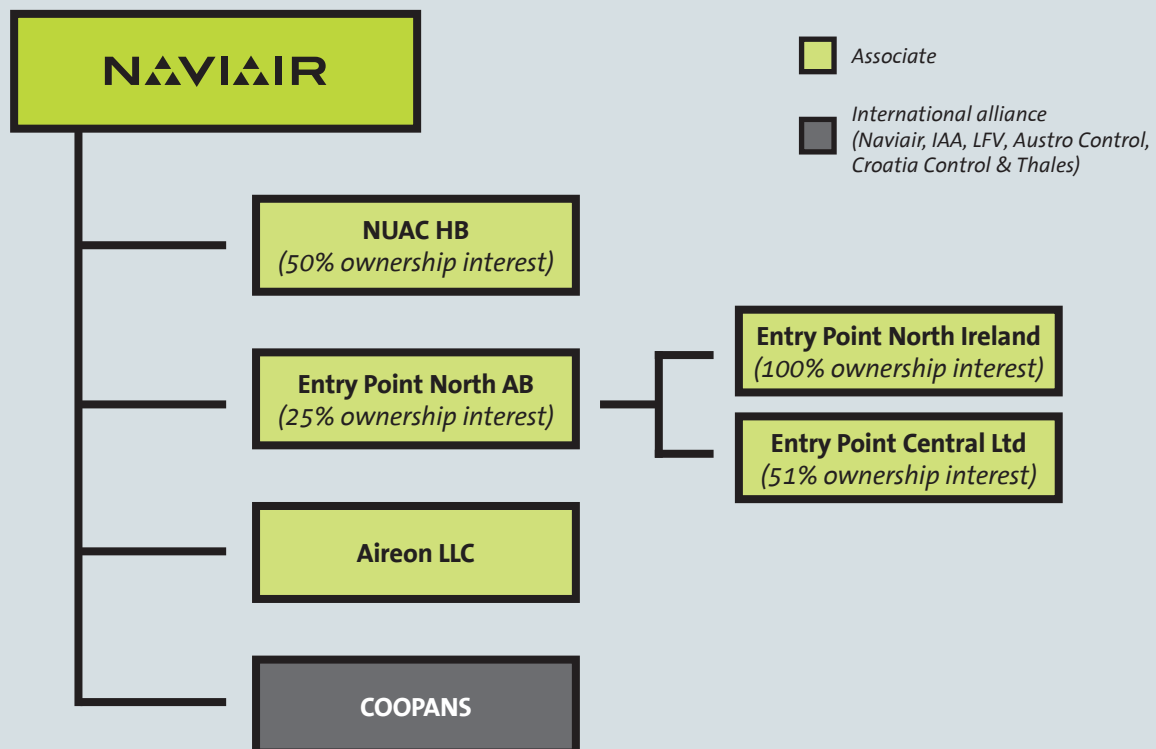 NAVIAIR
Associate
International alliance
(Naviair, IAA, LFV, Austro Control,
Croatia Control & Thales)
NUAC HB
(50% ownership interest)
Entry Point North AB
(25% ownership interest)
Entry Point North Ireland
(100% ownership interest)
Entry Point Central Ltd
(51% ownership interest)
Aireon LLC
COOPANS